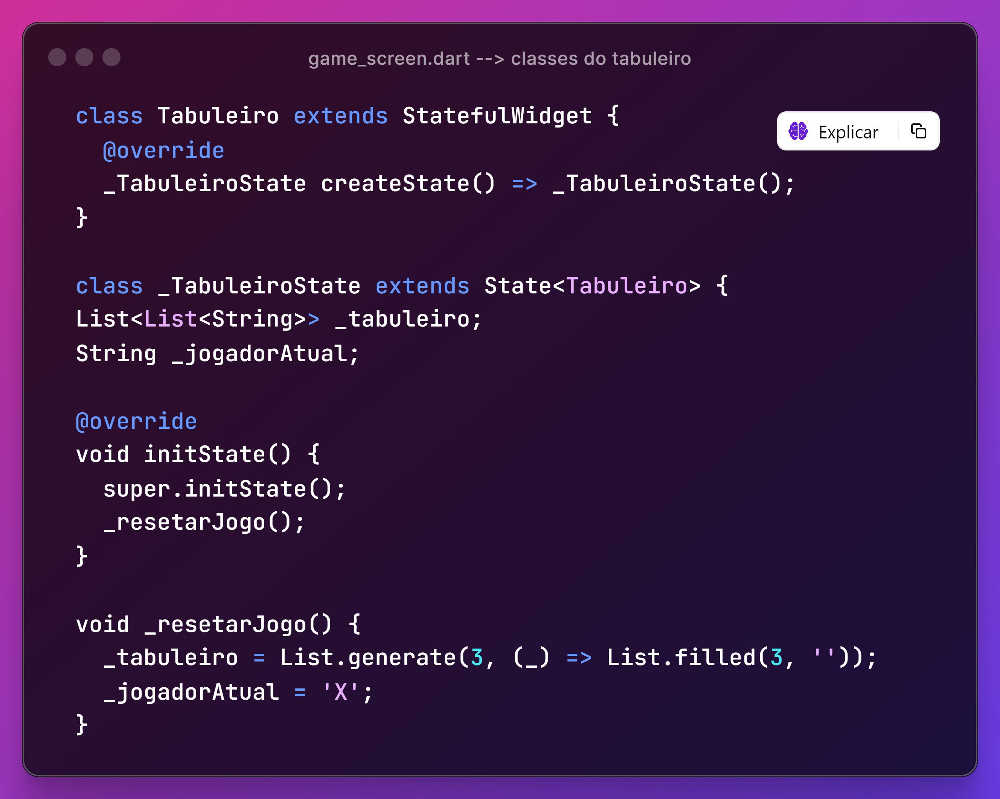 game_screen.dart --> classes do tabuleiro
class Tabuleiro extends StatefulWidget {
Explicar
  @override
  _TabuleiroState createState() => _TabuleiroState();
}

class _TabuleiroState extends State<Tabuleiro> {
List<List<String>> _tabuleiro;
String _jogadorAtual;

@override
void initState() {
  super.initState();
  _resetarJogo();
}

void _resetarJogo() {
  _tabuleiro = List.generate(3, (_) => List.filled(3, ''));
  _jogadorAtual = 'X';
}